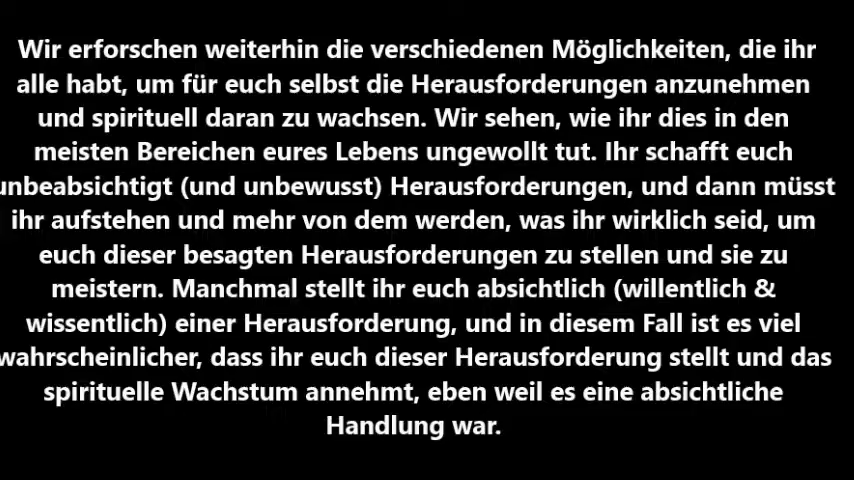 Wir erforschen weiterhin die verschiedenen Möglichkeiten, die ihr
alle habt, um für euch selbst die Herausforderungen anzunehmen
und spirituell daran zu wachsen. Wir sehen, wie ihr dies in den
meisten Bereichen eures Lebens ungewollt tut. Ihr schafft euch
unbeabsichtigt (und unbewusst) Herausforderungen, und dann müsst
ihr aufstehen und mehr von dem werden, was ihr wirklich seid, um
euch dieser besagten Herausforderungen zu stellen und sie zu
meistern. Manchmal stellt ihr euch absichtlich (willentlich &
wissentlich) einer Herausforderung, und in diesem Fall ist es viel
wahrscheinlicher, dass ihr euch dieser Herausforderung stellt und das
spirituelle Wachstum annehmt, eben weil es eine absichtliche
Handlung war.